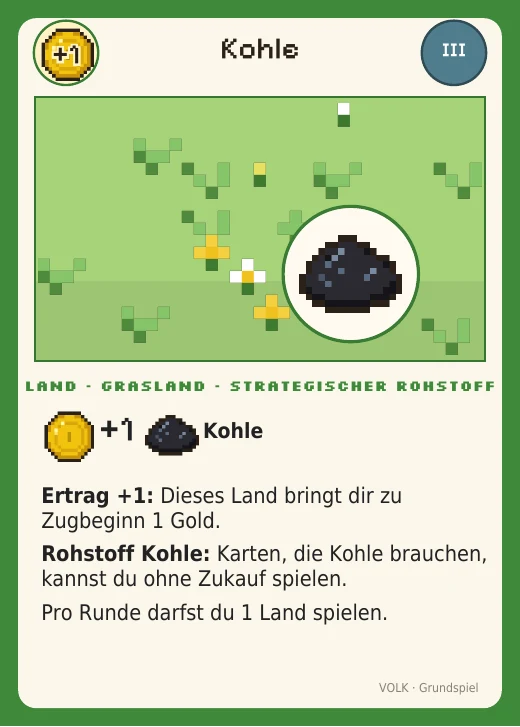 +1
Kohle
III
LAND - GRASLAND - STRATEGISCHER ROHSTOFF
+1 Kohle
Ertrag +1: Dieses Land bringt dir zu
Zugbeginn 1 Gold.
Rohstoff Kohle: Karten, die Kohle brauchen,
kannst du ohne Zukauf spielen.
Pro Runde darfst du 1 Land spielen.
VOLK · Grundspiel